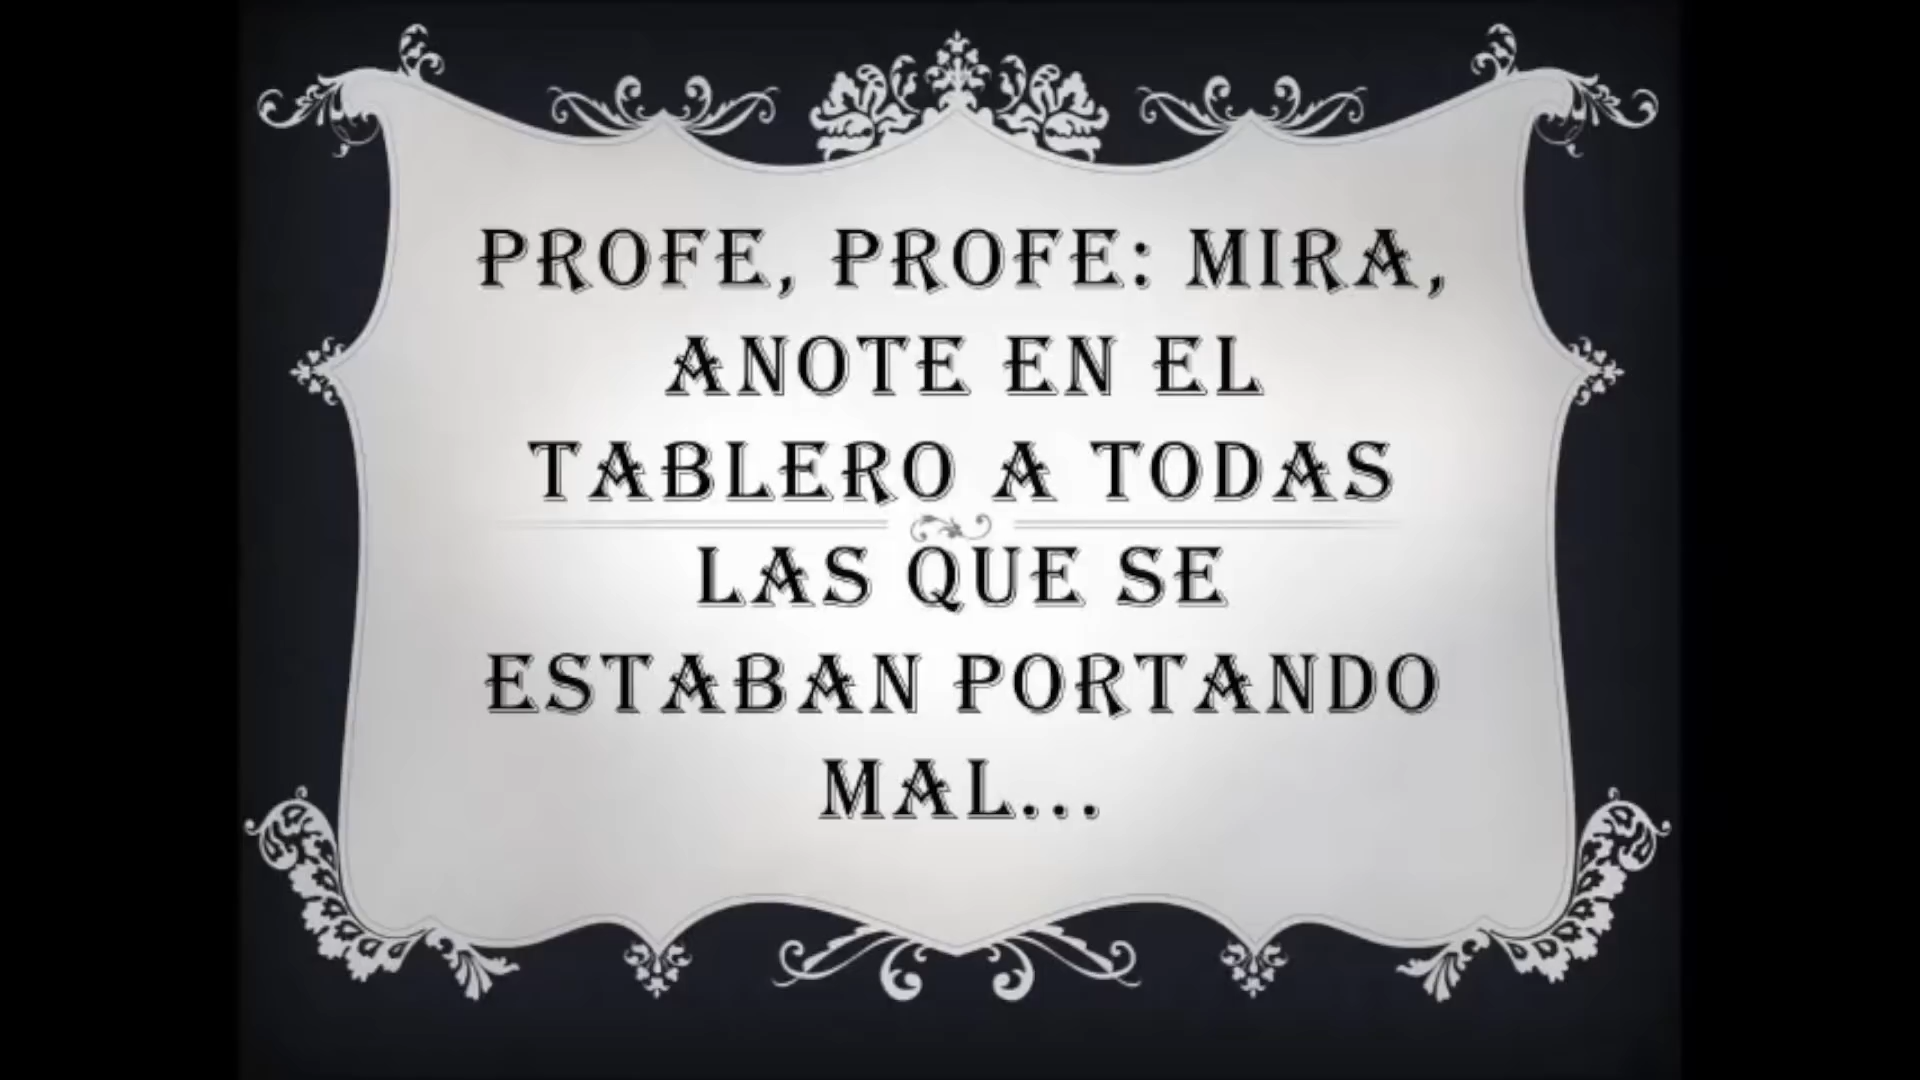 PROFE, PROFE: MIRA,
ANOTE EN EL
TABLERO A TODAS
LAS QUE SE
ESTABAN PORTANDO
MAL...